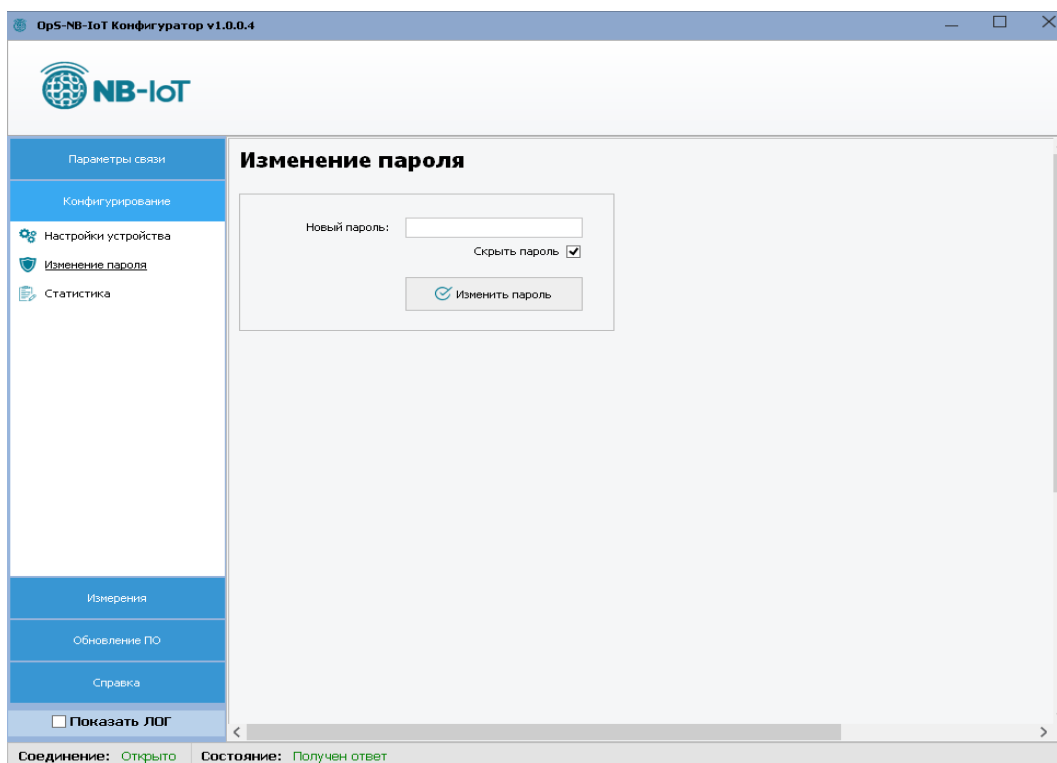 OpS-NB-IoT Конфигуратор v1.0.0.4
NB-IoT
Параметры связи
Конфигурирование
Настройки устройства
Изменение пароля
Статистика
Измерения
Обновление ПО
Справка
Показать ЛОГ
Изменение пароля
Новый пароль:
Скрыть пароль
Изменить пароль
Соединение: Открыто Состояние: Получен ответ